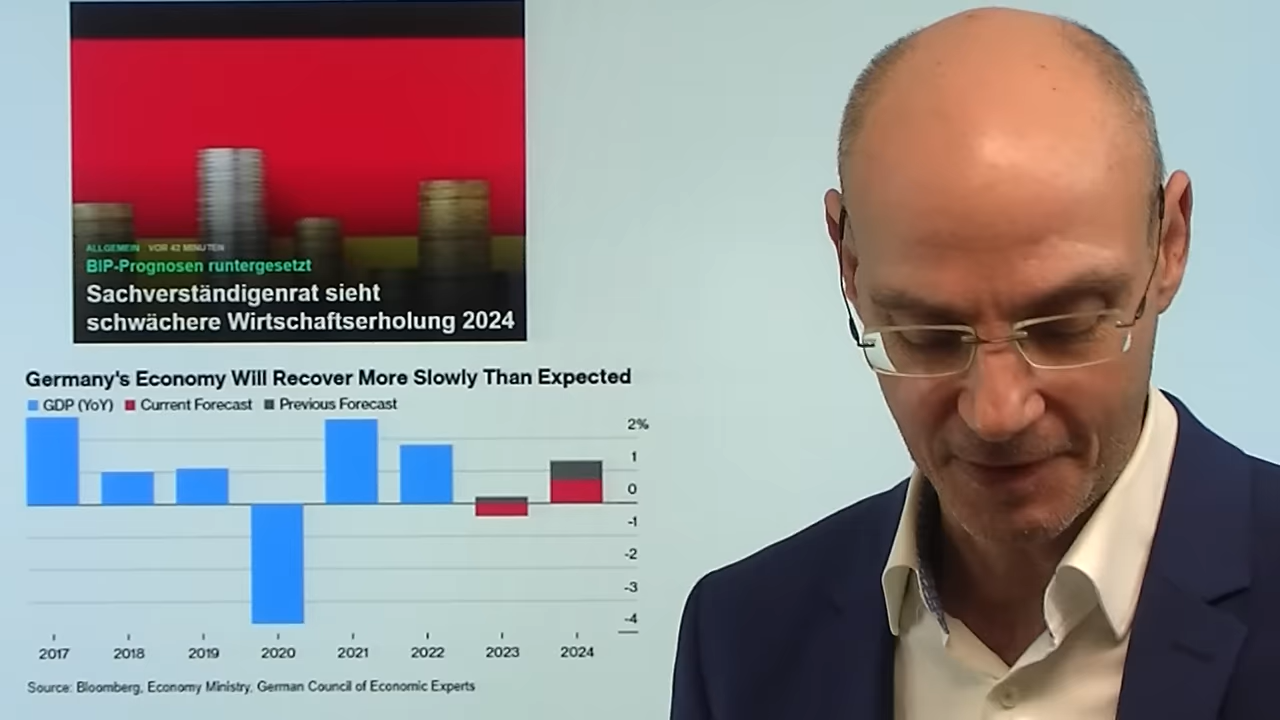 ALLGEMEIN VOR 42 MINUTEN
BIP-Prognosen runtergesetzt
Sachverständigenrat sieht
schwächere Wirtschaftserholung 2024
Germany's Economy Will Recover More Slowly Than Expected
GDP (YoY) Current Forecast Previous Forecast
2%
1
0
-1
-2
-3
-4
2017 2018 2019 2020 2021 2022 2023 2024
Source: Bloomberg, Economy Ministry, German Council of Economic Experts